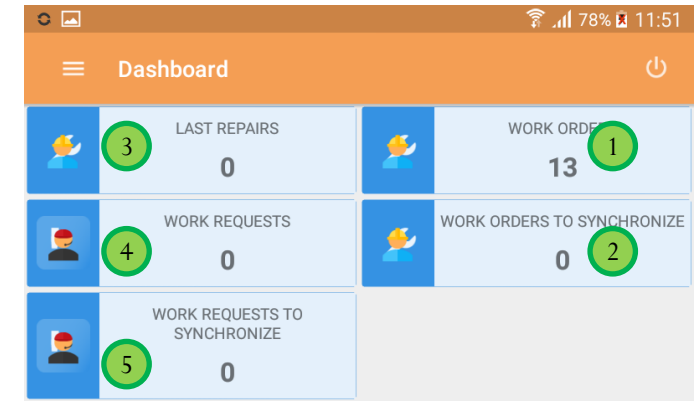 78% 11:51
Dashboard
LAST REPAIRS
0
3
WORK ORDE
13
1
WORK REQUESTS
0
4
WORK ORDERS TO SYNCHRONIZE
0
2
WORK REQUESTS TO
SYNCHRONIZE
0
5